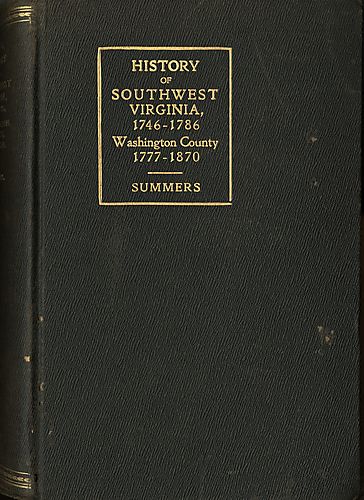 HISTORY
OF
SOUTHWEST
VIRGINIA,
1746-1786
Washington County
1777-1870
SUMMERS